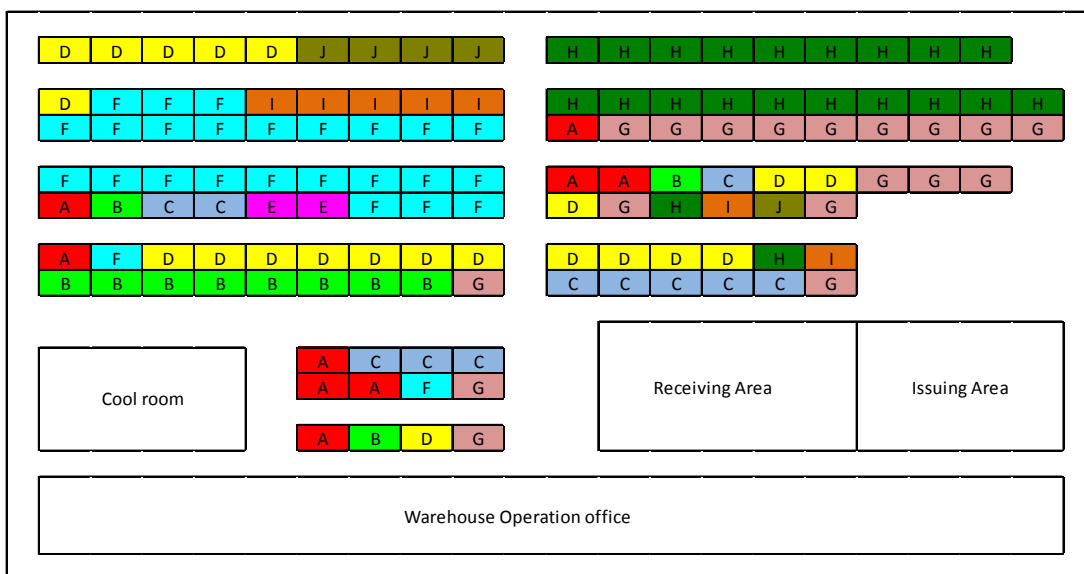 D D D D D J J J J H H H H H H H H H
D F F F I I I I I H H H H H H H H H H
F F F F F F F F F A G G G G G G G G G
F F F F F F F F F A A B C D D G G G
A B C C E E F F F D G H I J G
A F D D D D D D D D D D D H I
B B B B B B B B G C C C C C G
A C C C
A A F G
Cool room
Receiving Area
Issuing Area
A B D G
Warehouse Operation office